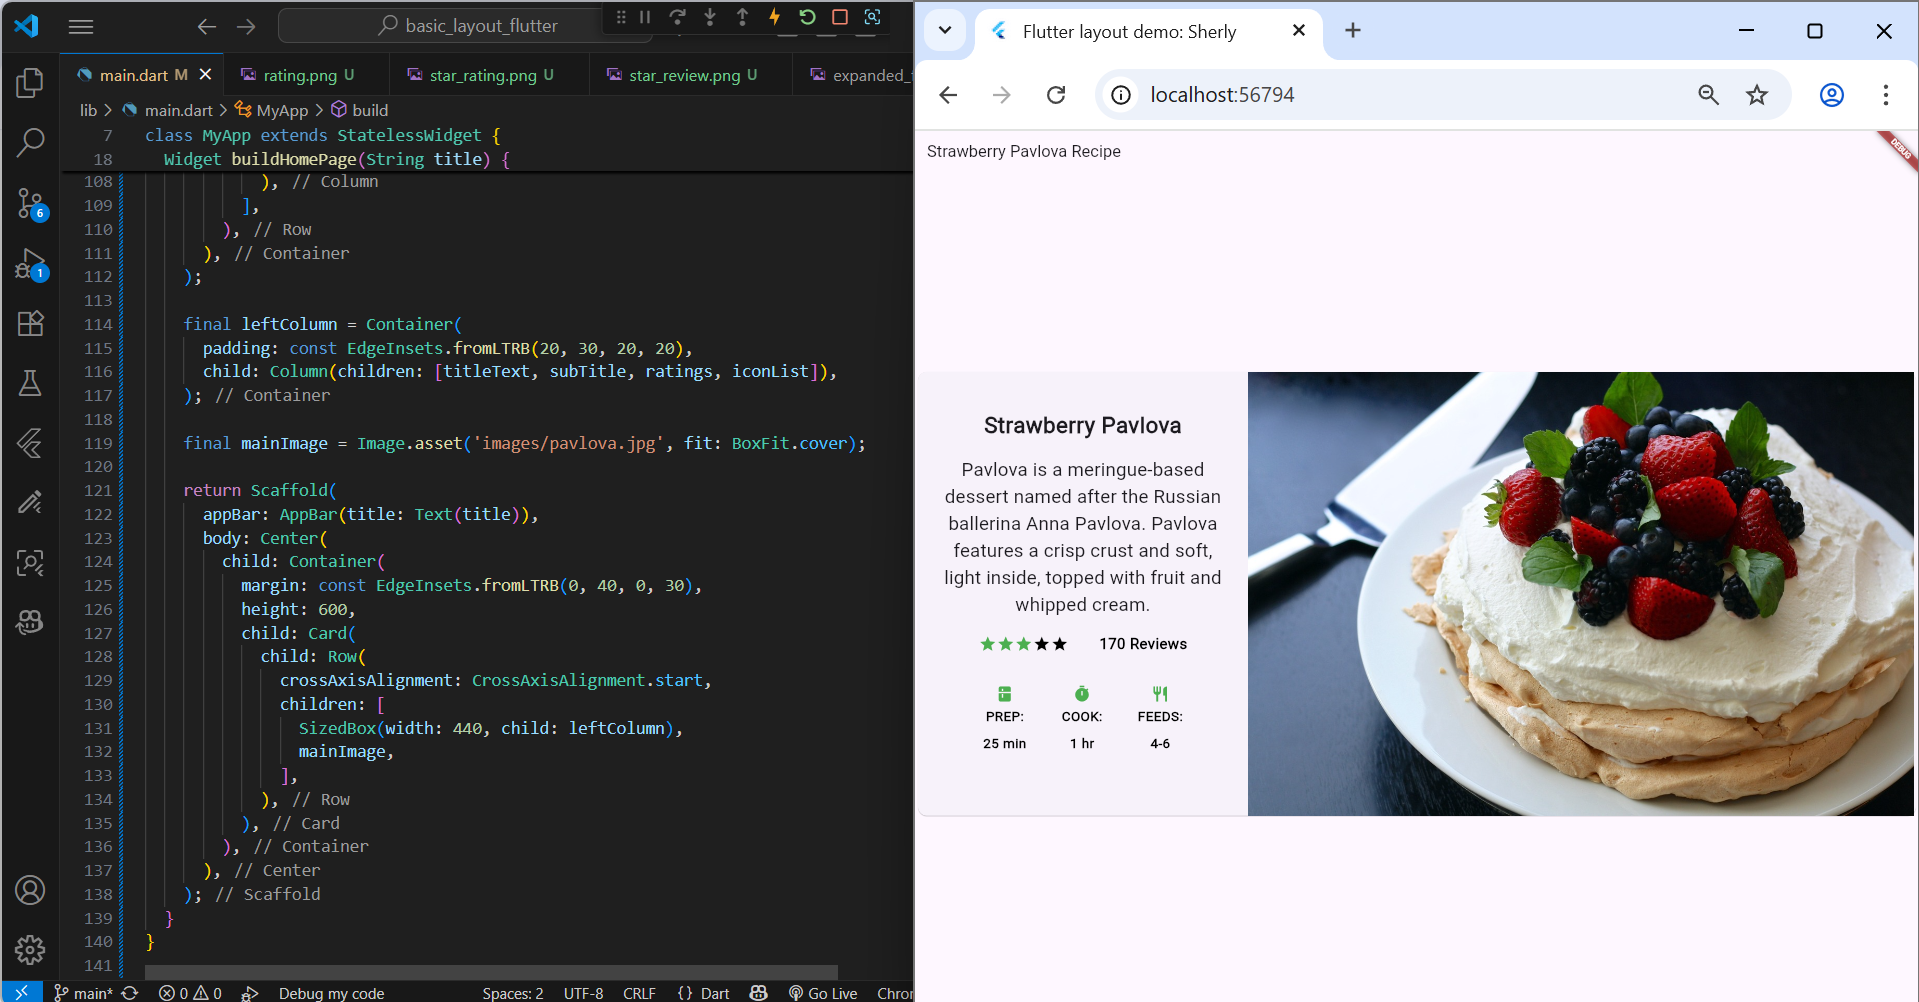 basic_layout_flutter
main.dart M
rating.png U
star_rating.png U
star_review.png U
expanded_
lib > main.dart > MyApp > build
7 class MyApp extends StatelessWidget {
18 Widget buildHomePage(String title) {
108 ), // Column
109 ],
110 ), // Row
111 ), // Container
112 );
113
114 final leftColumn = Container(
115 padding: const EdgeInsets.fromLTRB(20, 30, 20, 20),
116 child: Column(children: [titleText, subTitle, ratings, iconList]),
117 ); // Container
118
119 final mainImage = Image.asset('images/pavlova.jpg', fit: BoxFit.cover);
120
121 return Scaffold(
122 appBar: AppBar(title: Text(title)),
123 body: Center(
124 child: Container(
125 margin: const EdgeInsets.fromLTRB(0, 40, 0, 30),
126 height: 600,
127 child: Card(
128 child: Row(
129 crossAxisAlignment: CrossAxisAlignment.start,
130 children: [
131 SizedBox(width: 440, child: leftColumn),
132 mainImage,
133 ],
134 ), // Row
135 ), // Card
136 ), // Container
137 ), // Center
138 ); // Scaffold
139 }
140 }
141
6
1
main* 0 0 Debug my code Spaces: 2 UTF-8 CRLF {} Dart Go Live Chro
Flutter layout demo: Sherly
localhost:56794
Strawberry Pavlova Recipe
DEBUG
Strawberry Pavlova
Pavlova is a meringue-based
dessert named after the Russian
ballerina Anna Pavlova. Pavlova
features a crisp crust and soft,
light inside, topped with fruit and
whipped cream.
170 Reviews
PREP: COOK: FEEDS:
25 min 1 hr 4-6